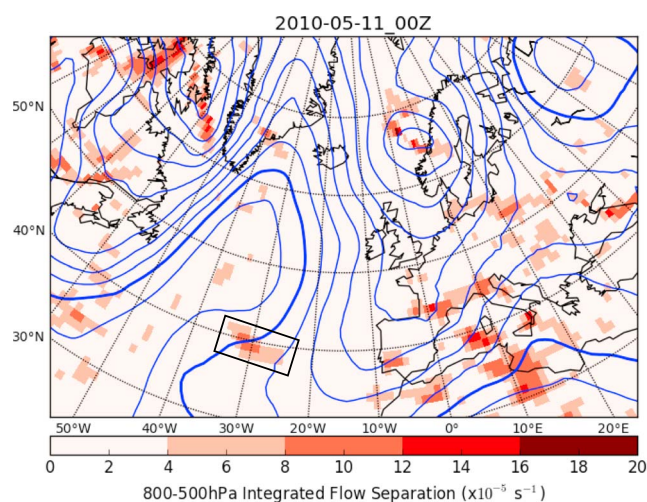 2010-05-11_00Z
50°N
40°N
30°N
50°W 40°W 30°W 20°W 10°W 0° 10°E 20°E
0 2 4 6 8 10 12 14 16 18 20
800-500hPa Integrated Flow Separation (x10⁻⁵ s⁻¹)